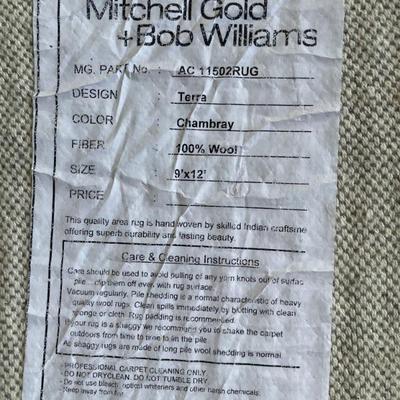 Mitchell Gold
+Bob Williams
MG. PART No. : AC 11502RUG
DESIGN : Terra
COLOR : Chambray
FIBER : 100% Wool
SIZE : 9'x12'
PRICE :
This quality area rug is hand woven by skilled Indian craftsme
offering superb durability and lasting beauty.
Care & Cleaning Instructions
Care should be used to avoid pulling of any yarn knots out of surfac
pile... clip them off even with rug surface.
Vacuum regularly. Pile shedding is a normal characteristic of heavy
quality wool rugs. Clean spills immediately by blotting with clean
sponge or cloth. Rug padding is recommended.
If your rug is a shaggy we recommend you to shake the carpet
outdoors from time to time to lift the pile
As shaggy rugs are made of long pile wool shedding is normal.
- PROFESSIONAL CARPET CLEANING ONLY.
- DO NOT DRYCLEAN. DO NOT TUMBLE DRY.
- Do not use bleach, optical whiteners and other harsh chemicals.
Keep away from